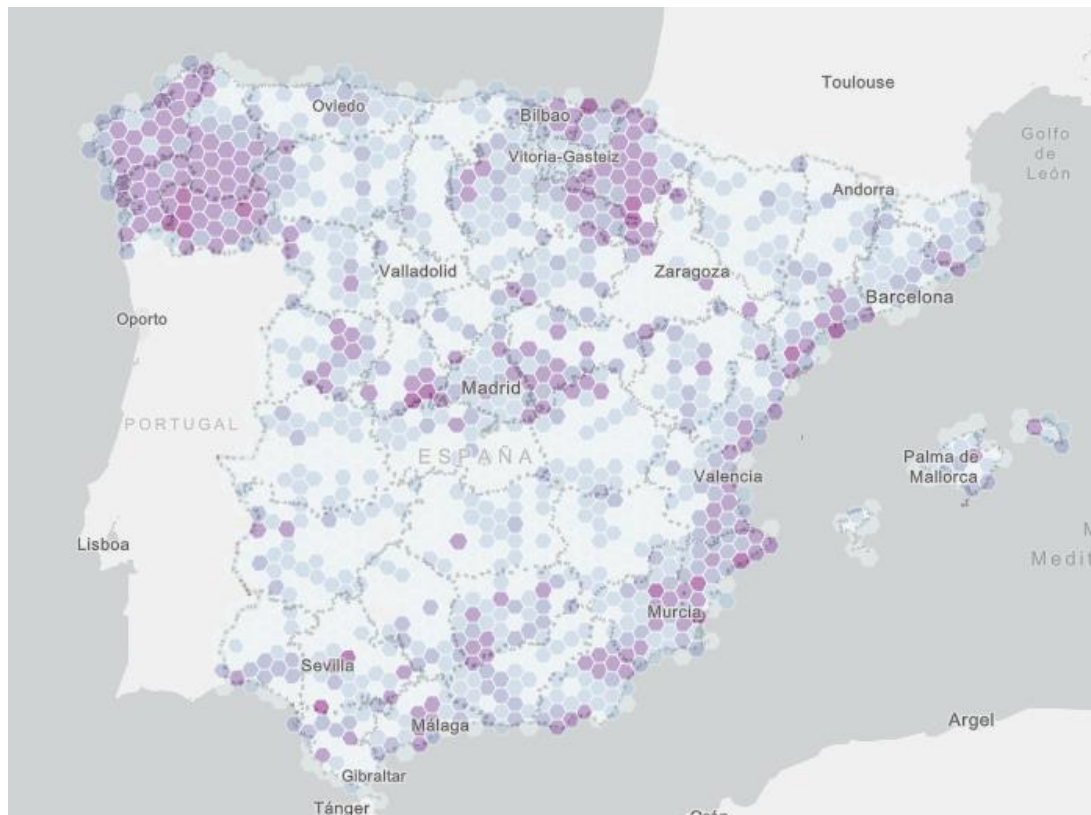 Toulouse
Oviedo
Bilbao
Golfo
de
León
Vitoria-Gasteiz
Andorra
Valladolid
Zaragoza
Barcelona
Oporto
Madrid
PORTUGAL
ESPAÑA
Palma de
Mallorca
Valencia
Lisboa
M
Medit
Murcia
Sevilla
Málaga
Argel
Gibraltar
Tánger